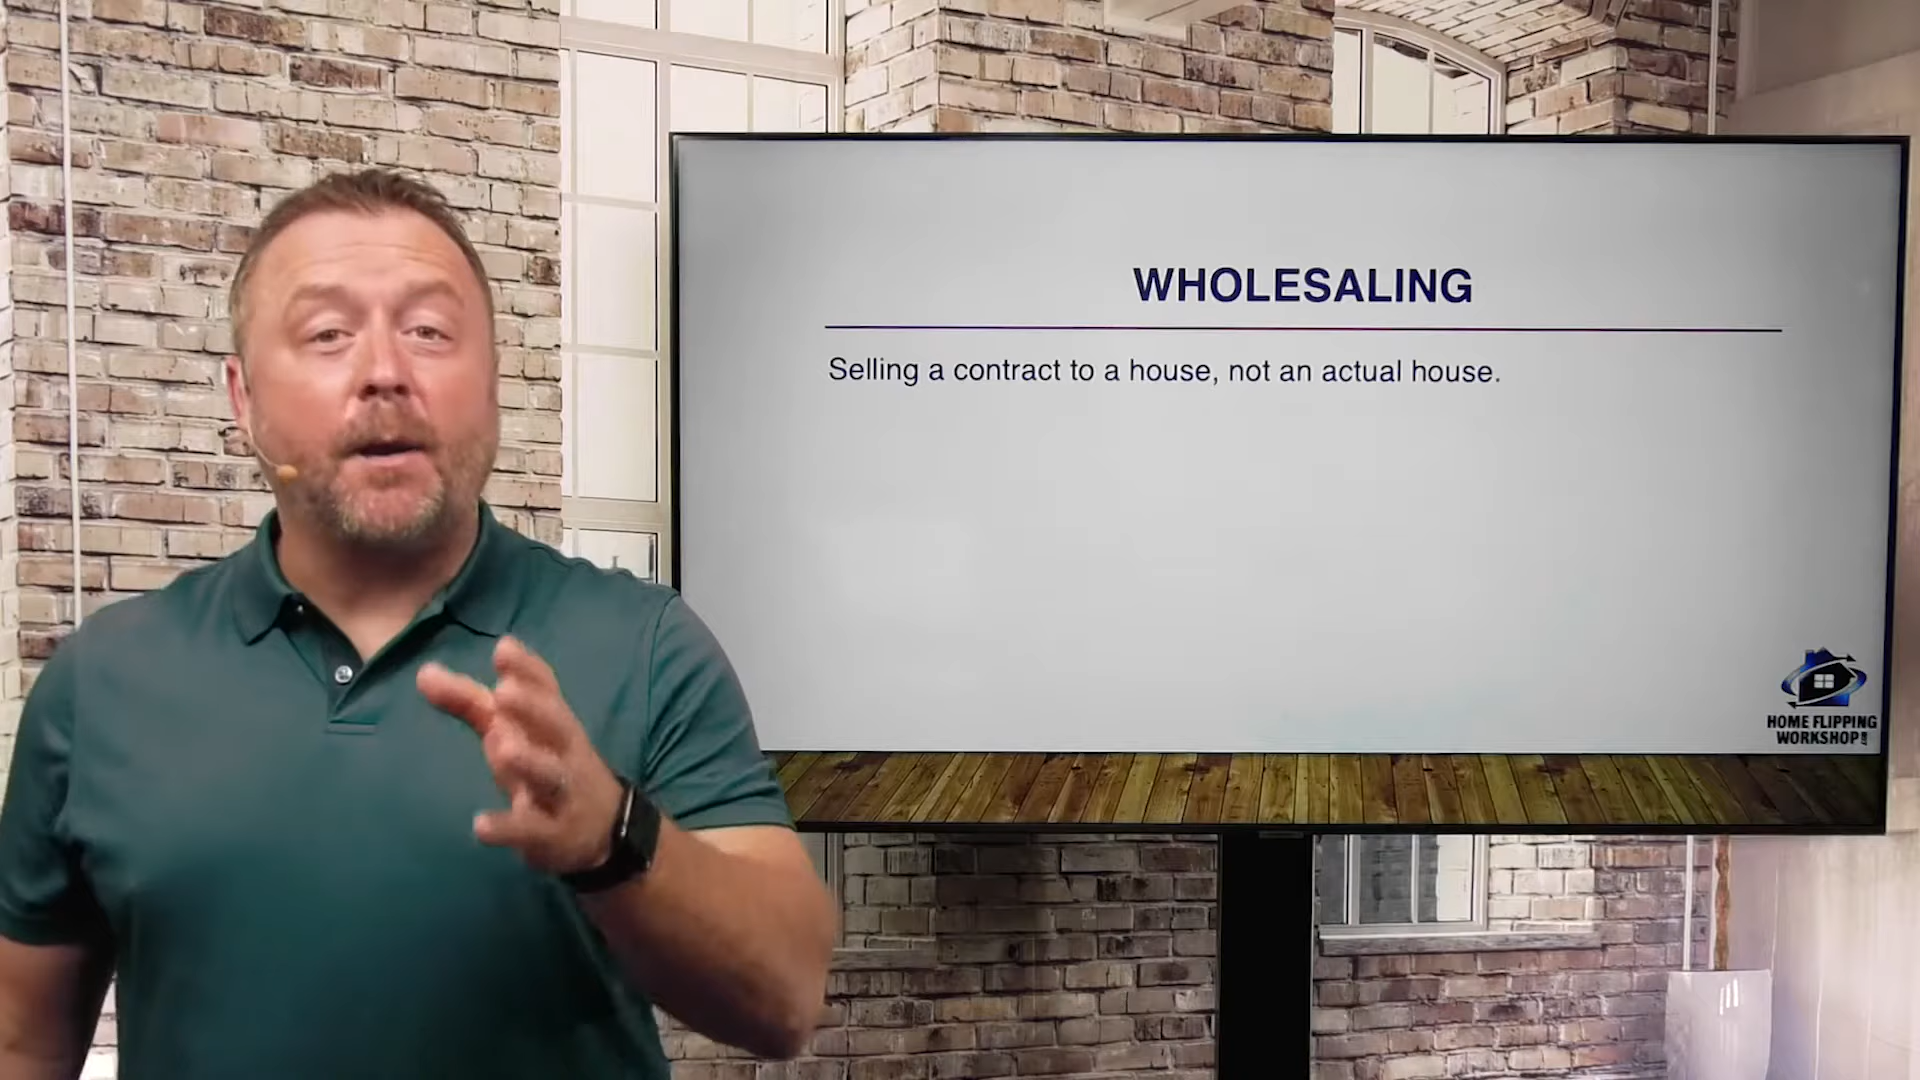 WHOLESALING
Selling a contract to a house, not an actual house.
HOME FLIPPING
WORKSHOP